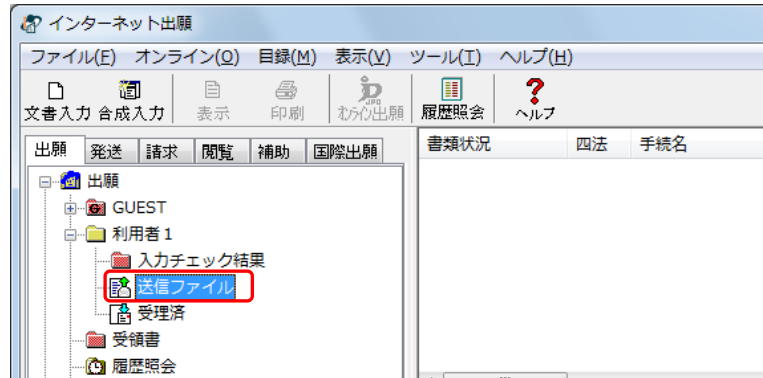 インターネット出願
ファイル(F) オンライン(O) 目録(M) 表示(V) ツール(T) ヘルプ(H)
文書入力 合成入力 表示 印刷 むらさき出願 履歴照会 ヘルプ
出願 発送 請求 閲覧 補助 国際出願
書類状況 四法 手続名
出願
GUEST
利用者1
入力チェック結果
送信ファイル
受理済
受領書
履歴照会